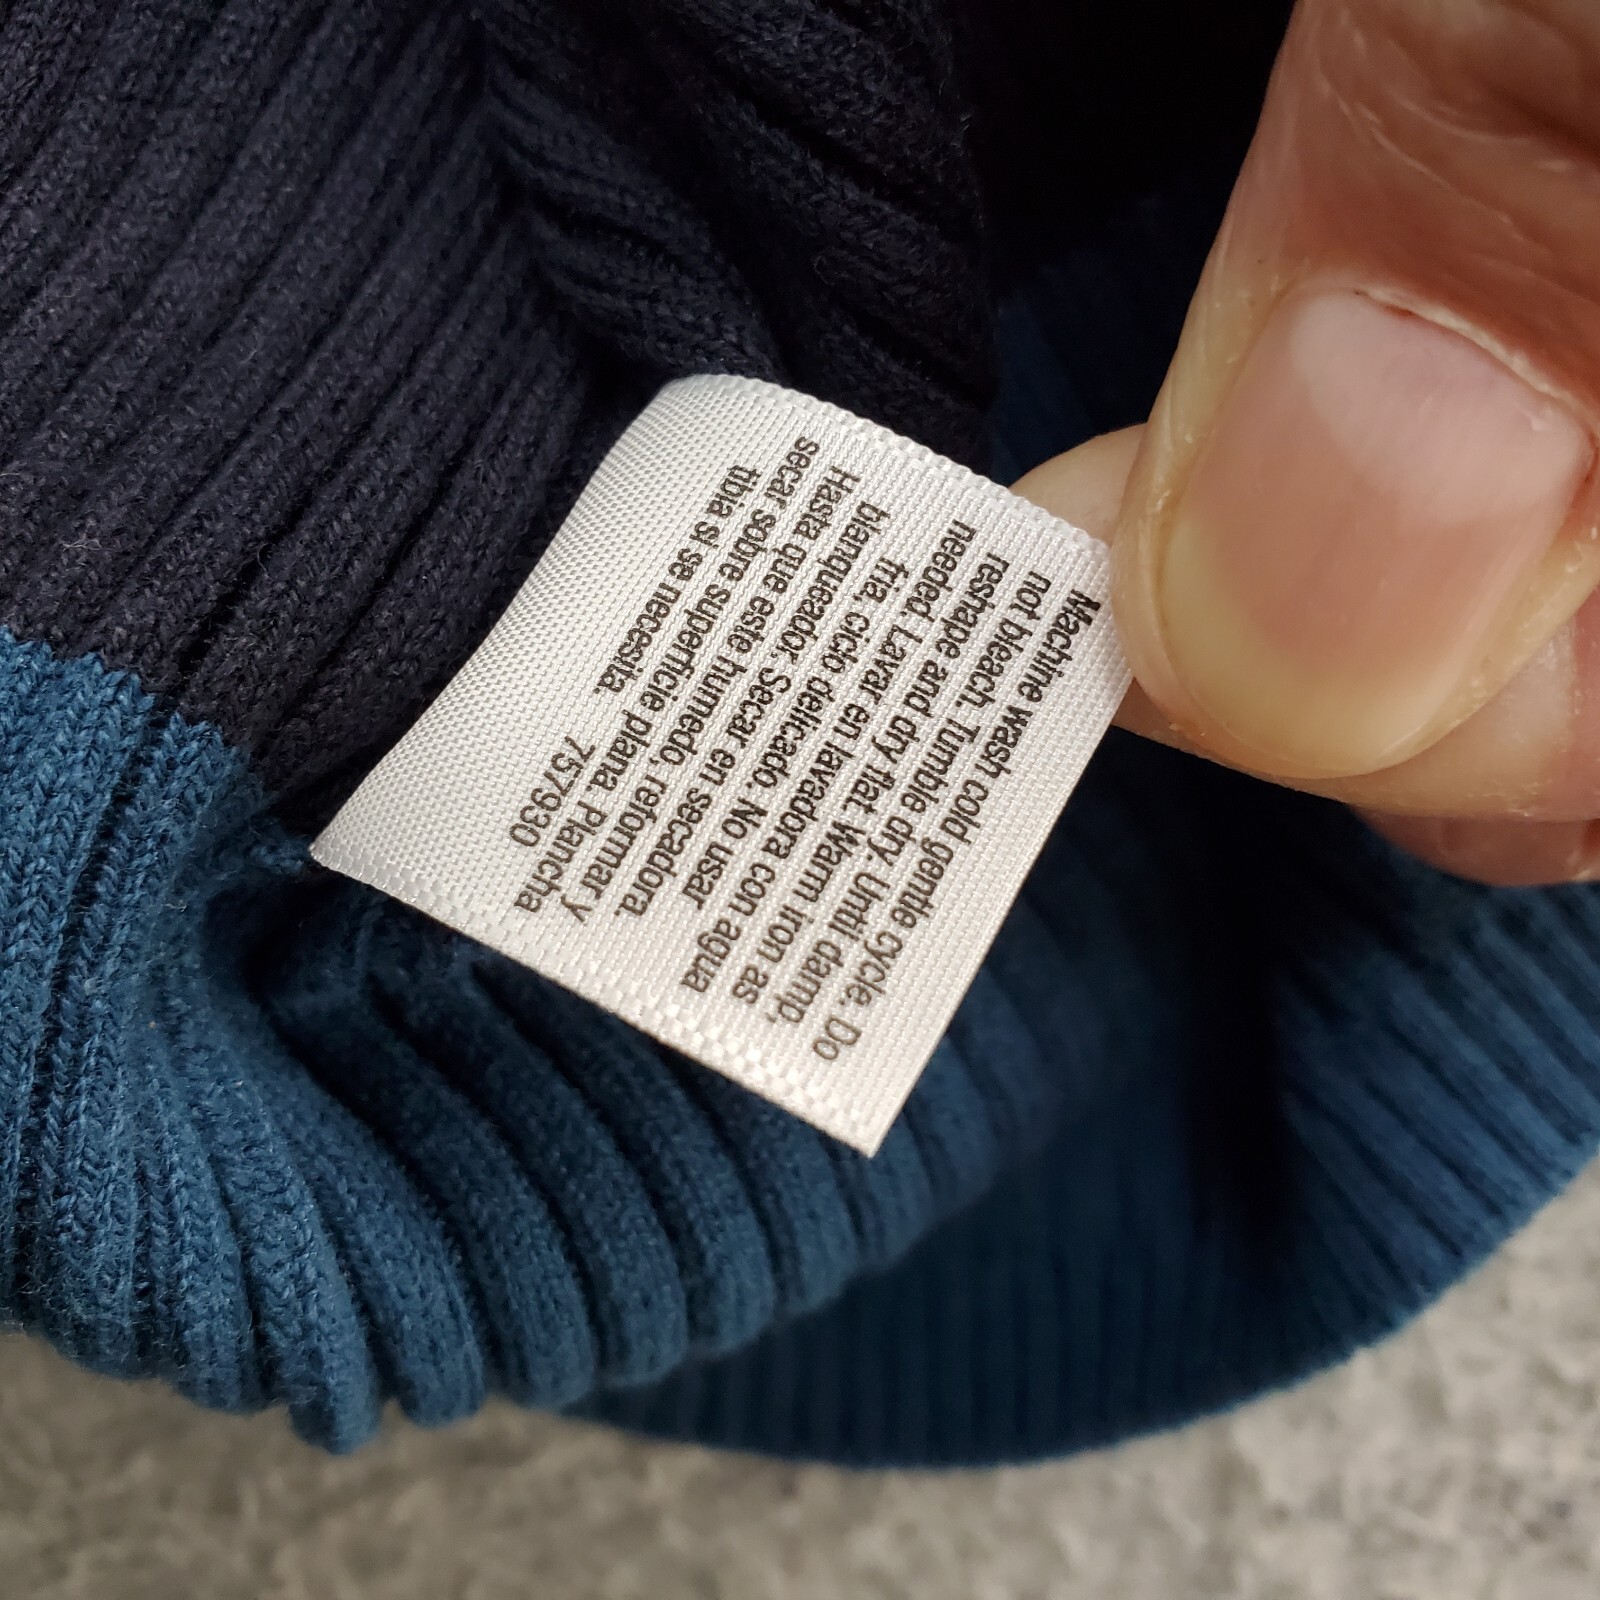 Machine wash cold gentle cycle. Do
not bleach. Tumble dry. Until damp,
reshape and dry flat. Warm iron as
needed. Lavar en lavadora con agua
fria, ciclo delicado. No usar
blanqueador. Secar en secadora.
Hasta que este humedo, reformar y
secar sobre superficie plana. Plancha
tibia si se necesita.
757930